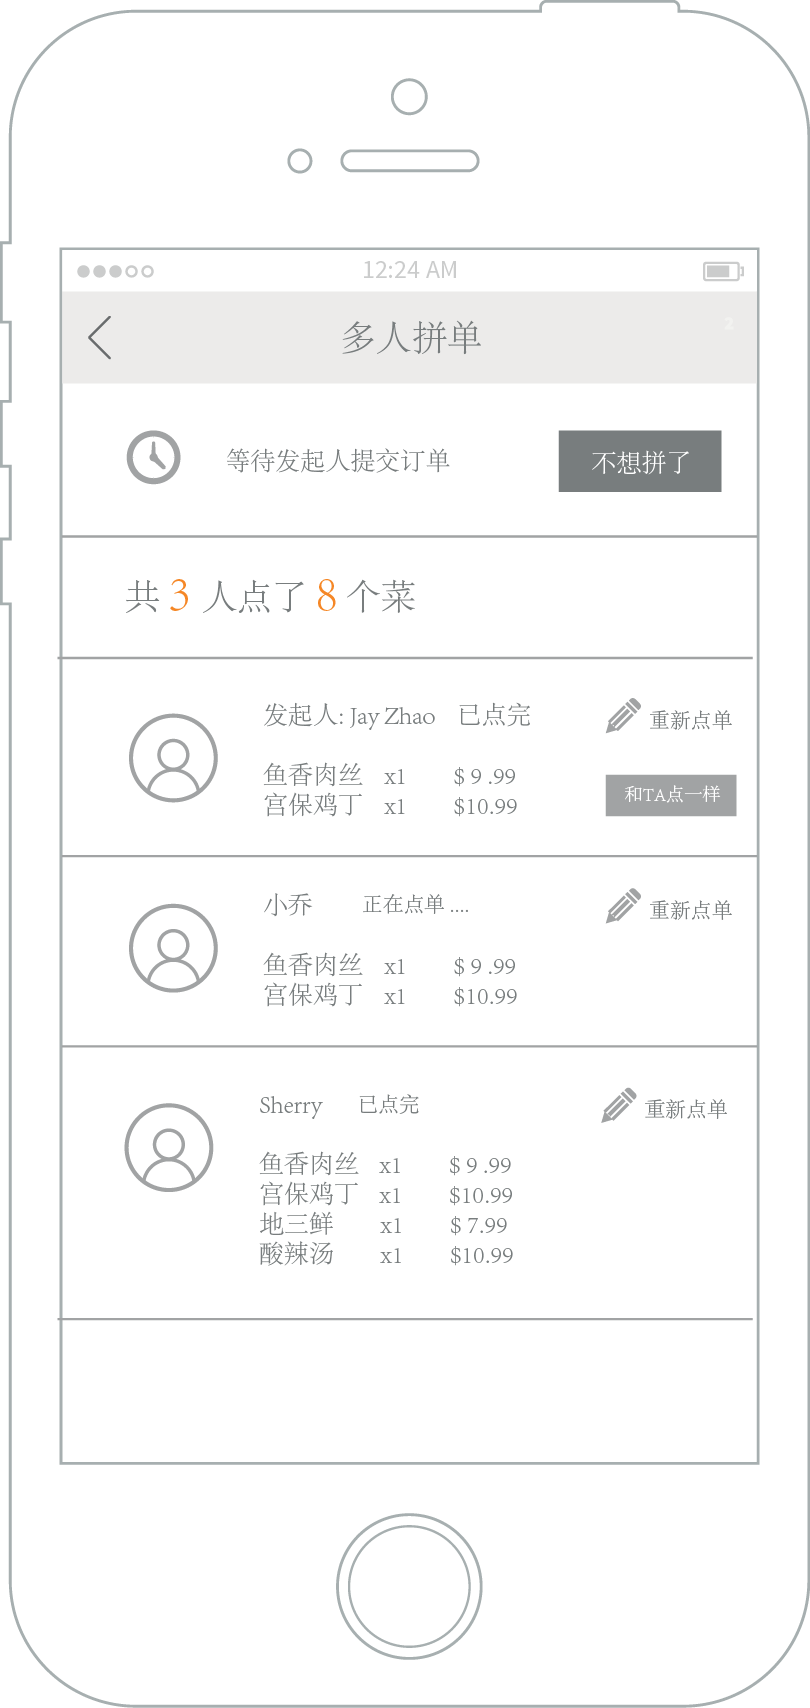 12:24 AM
多人拼单
2
等待发起人提交订单 不想拼了
共 3 人点了 8 个菜
发起人: Jay Zhao 已点完 重新点单
鱼香肉丝 x1 $ 9 .99
宫保鸡丁 x1 $10.99
和TA点一样
小乔 正在点单 .... 重新点单
鱼香肉丝 x1 $ 9 .99
宫保鸡丁 x1 $10.99
Sherry 已点完 重新点单
鱼香肉丝 x1 $ 9 .99
宫保鸡丁 x1 $10.99
地三鲜 x1 $ 7.99
酸辣汤 x1 $10.99